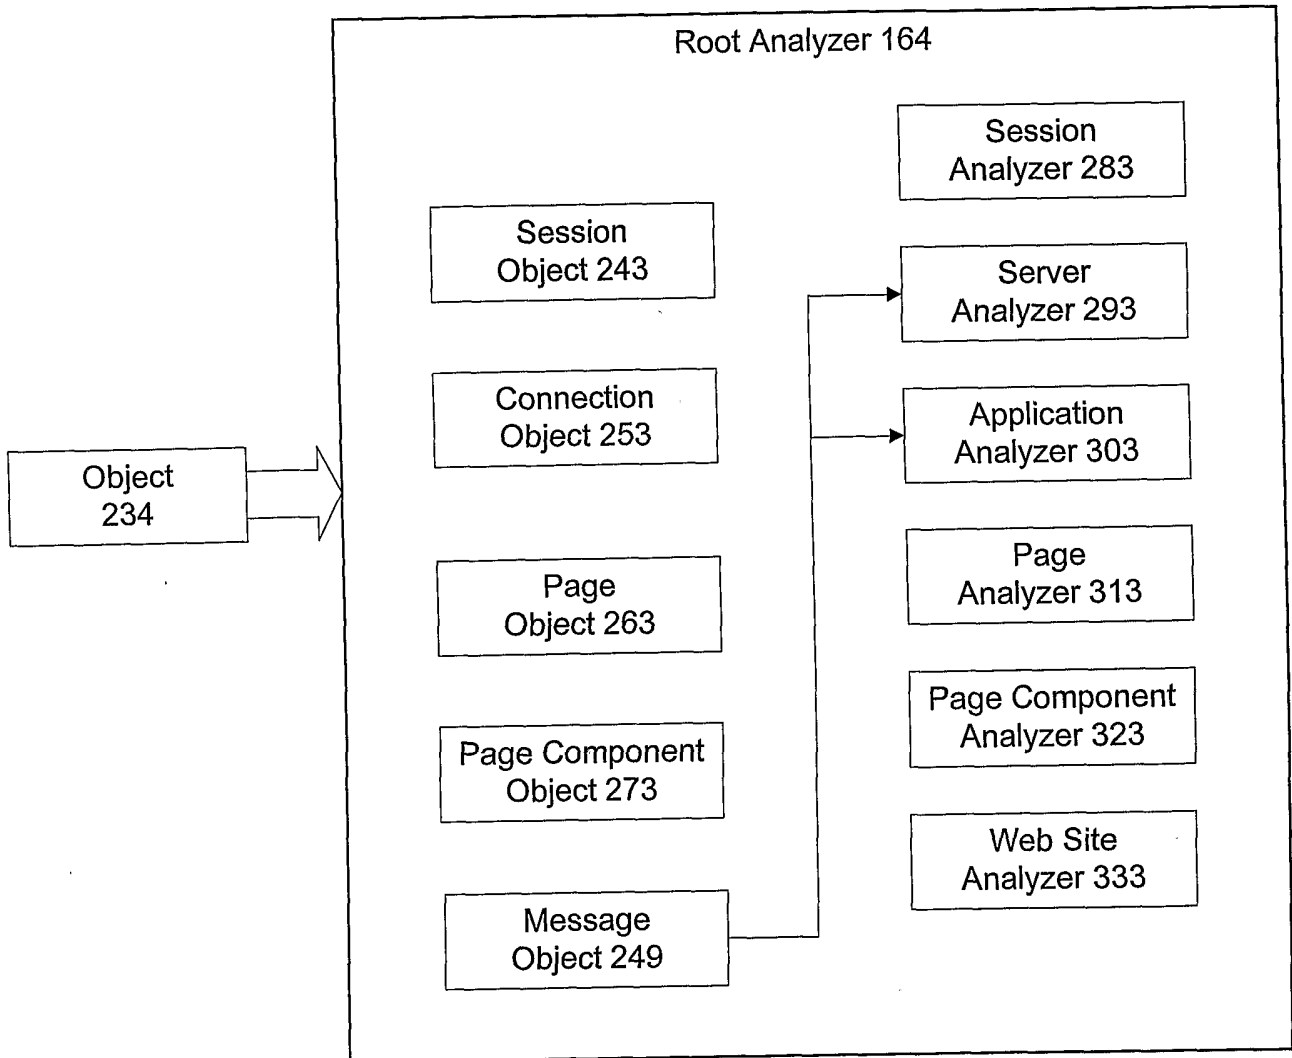 Root Analyzer 164
Object
234
Session
Object 243
Connection
Object 253
Page
Object 263
Page Component
Object 273
Message
Object 249
Session
Analyzer 283
Server
Analyzer 293
Application
Analyzer 303
Page
Analyzer 313
Page Component
Analyzer 323
Web Site
Analyzer 333